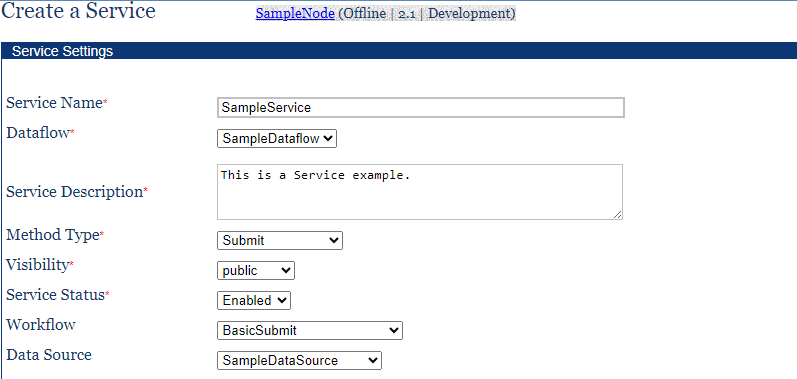 Create a Service
SampleNode (Offline | 2.1 | Development)
Service Settings
Service Name* SampleService
Dataflow* SampleDataflow
Service Description* This is a Service example.
Method Type* Submit
Visibility* public
Service Status* Enabled
Workflow BasicSubmit
Data Source SampleDataSource